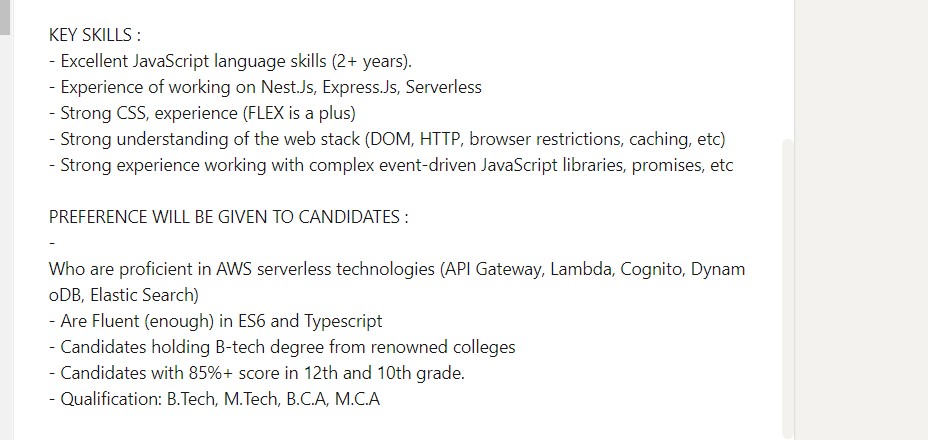 KEY SKILLS :
- Excellent JavaScript language skills (2+ years).
- Experience of working on Nest.Js, Express.Js, Serverless
- Strong CSS, experience (FLEX is a plus)
- Strong understanding of the web stack (DOM, HTTP, browser restrictions, caching, etc)
- Strong experience working with complex event-driven JavaScript libraries, promises, etc
PREFERENCE WILL BE GIVEN TO CANDIDATES :
-
Who are proficient in AWS serverless technologies (API Gateway, Lambda, Cognito, Dynam
oDB, Elastic Search)
- Are Fluent (enough) in ES6 and Typescript
- Candidates holding B-tech degree from renowned colleges
- Candidates with 85%+ score in 12th and 10th grade.
- Qualification: B.Tech, M.Tech, B.C.A, M.C.A